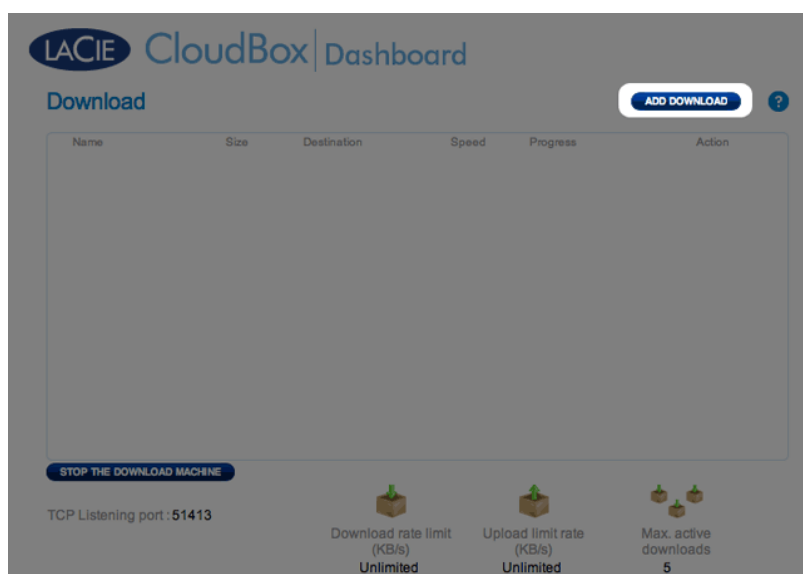 LACIE CloudBox Dashboard
Download
ADD DOWNLOAD ?
Name Size Destination Speed Progress Action
STOP THE DOWNLOAD MACHINE
TCP Listening port : 51413
Download rate limit
(KB/s)
Unlimited
Upload limit rate
(KB/s)
Unlimited
Max. active
downloads
5